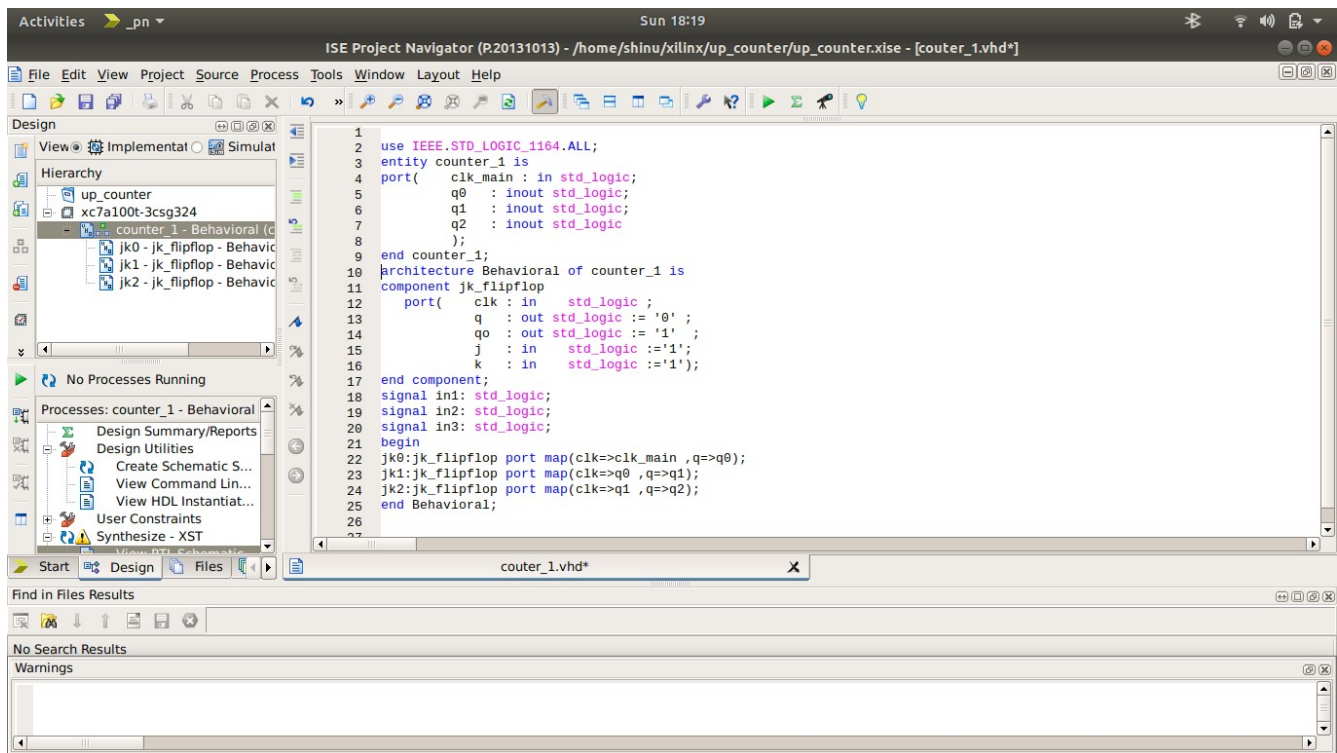 Activities _pn Sun 18:19
ISE Project Navigator (P.20131013) - /home/shinu/xilinx/up_counter/up_counter.xise - [couter_1.vhd*]
File Edit View Project Source Process Tools Window Layout Help
Design
View Implementat Simulat
Hierarchy
up_counter
xc7a100t-3csg324
counter_1 - Behavioral (c
jk0 - jk_flipflop - Behavic
jk1 - jk_flipflop - Behavic
jk2 - jk_flipflop - Behavic
No Processes Running
Processes: counter_1 - Behavioral
Design Summary/Reports
Design Utilities
Create Schematic S...
View Command Lin...
View HDL Instantiat...
User Constraints
Synthesize - XST
View RTL Schematic
Start Design Files
1
2 use IEEE.STD_LOGIC_1164.ALL;
3 entity counter_1 is
4 port( clk_main : in std_logic;
5 q0 : inout std_logic;
6 q1 : inout std_logic;
7 q2 : inout std_logic
8 );
9 end counter_1;
10 architecture Behavioral of counter_1 is
11 component jk_flipflop
12 port( clk : in std_logic ;
13 q : out std_logic := '0' ;
14 qo : out std_logic := '1' ;
15 j : in std_logic :='1';
16 k : in std_logic :='1');
17 end component;
18 signal in1: std_logic;
19 signal in2: std_logic;
20 signal in3: std_logic;
21 begin
22 jk0:jk_flipflop port map(clk=>clk_main ,q=>q0);
23 jk1:jk_flipflop port map(clk=>q0 ,q=>q1);
24 jk2:jk_flipflop port map(clk=>q1 ,q=>q2);
25 end Behavioral;
26
27
couter_1.vhd*
Find in Files Results
No Search Results
Warnings